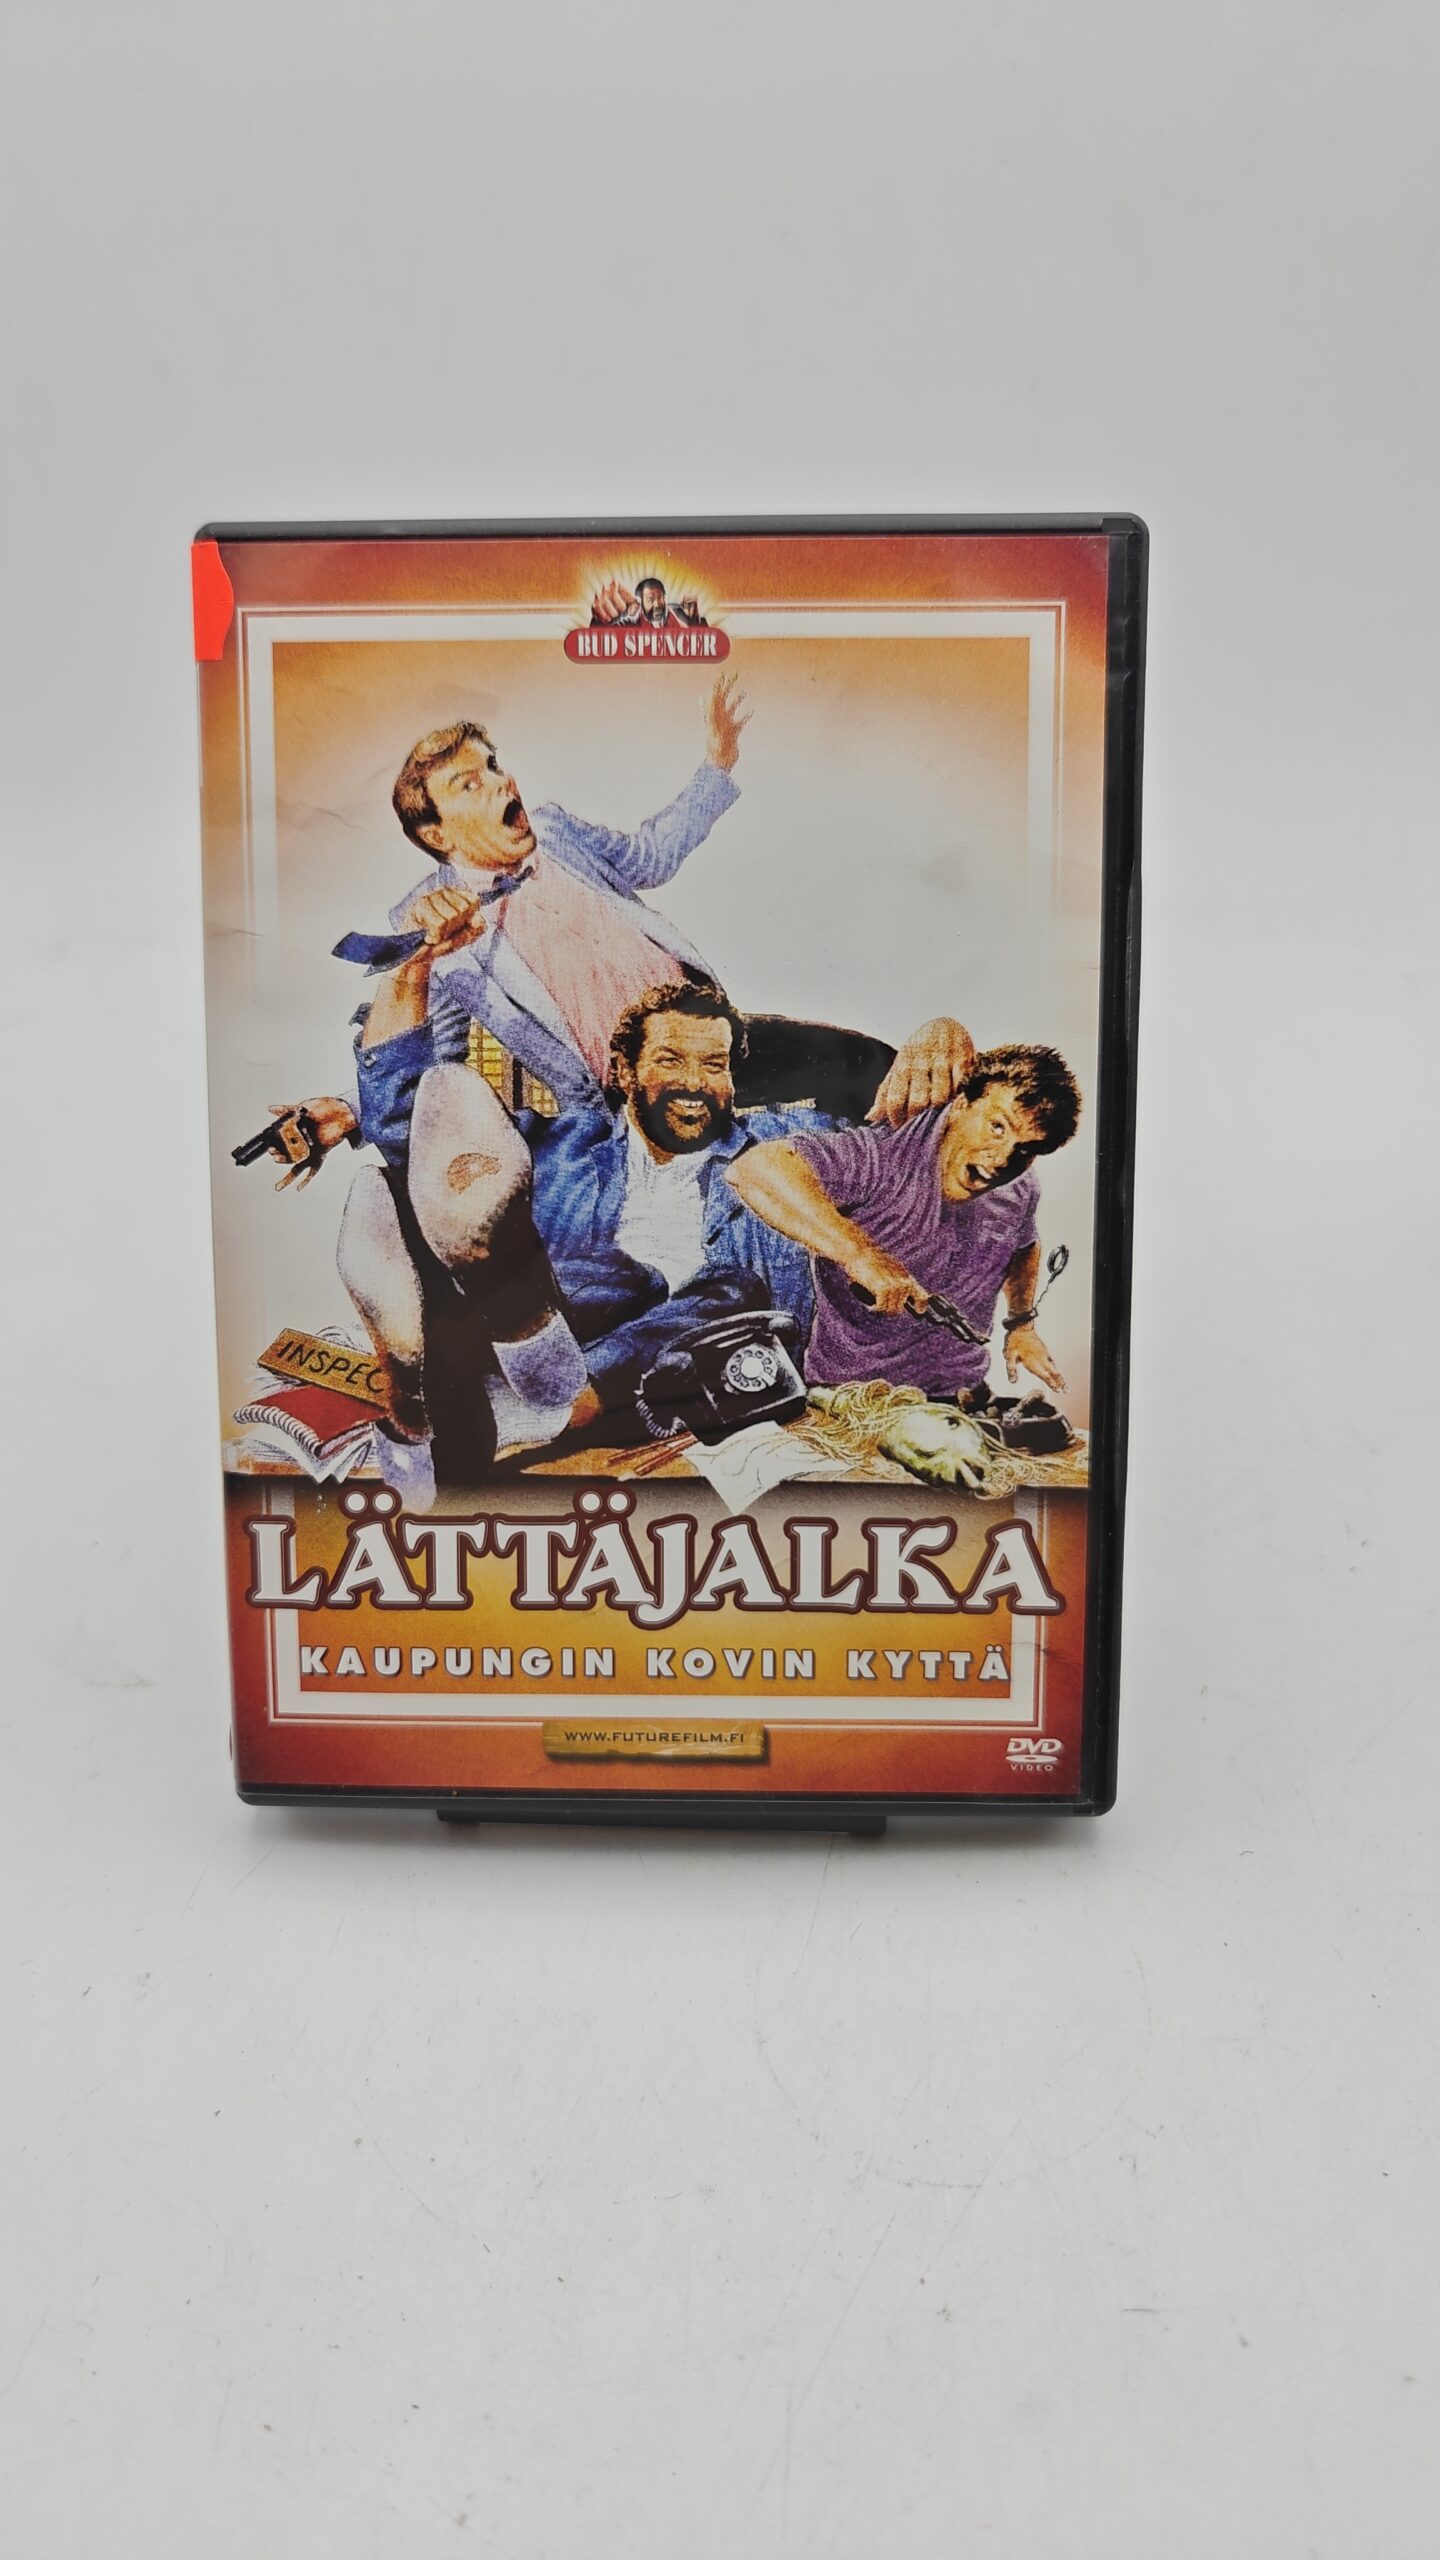 BUD SPENCER
INSPEC
LÄTTÄJALKA
KAUPUNGIN KOVIN KYTTÄ
WWW.FUTUREFILM.FI
DVD
VIDEO